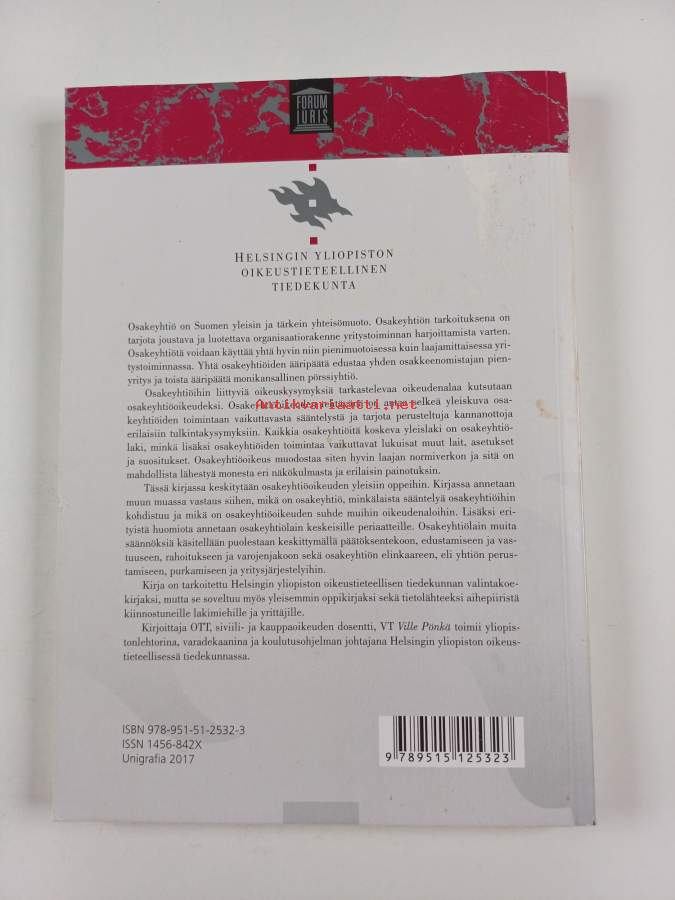 FORUM
IURIS
HELSINGIN YLIOPISTON
OIKEUSTIETEELLINEN
TIEDEKUNTA
Osakeyhtiö on Suomen yleisin ja tärkein yhteisömuoto. Osakeyhtiön tarkoituksena on
tarjota joustava ja luotettava organisaatiorakenne yritystoiminnan harjoittamista varten.
Osakeyhtiötä voidaan käyttää yhtä hyvin niin pienimuotoisessa kuin laajamittaisessa yri-
tystoiminnassa. Yhtä osakeyhtiöiden ääripäätä edustaa yhden osakkeenomistajan pien-
yritys ja toista ääripäätä monikansallinen pörssiyhtiö.
Osakeyhtiöihin liittyviä oikeuskysymyksiä tarkastelevaa oikeudenalaa kutsutaan
osakeyhtiöoikeudeksi. antaa selkeä yleiskuva osa-
Antikvariaatti.net
keyhtiöiden toimintaan vaikuttavasta sääntelystä ja tarjota perusteltuja kannanottoja
erilaisiin tulkintakysymyksiin. Kaikkia osakeyhtiöitä koskeva yleislaki on osakeyhtiö-
laki, minkä lisäksi osakeyhtiöiden toimintaa vaikuttavat lukuisat muut lait, asetukset
ja suositukset. Osakeyhtiöoikeus muodostaa siten hyvin laajan normiverkon ja sitä on
mahdollista lähestyä monesta eri näkökulmasta ja erilaisin painotuksin.
Tässä kirjassa keskitytään osakeyhtiöoikeuden yleisiin oppeihin. Kirjassa annetaan
muun muassa vastaus siihen, mikä on osakeyhtiö, minkälaista sääntelyä osakeyhtiöihin
kohdistuu ja mikä on osakeyhtiöoikeuden suhde muihin oikeudenaloihin. Lisäksi eri-
tyistä huomiota annetaan osakeyhtiölain keskeisille periaatteille. Osakeyhtiölain muita
säännöksiä käsitellään puolestaan keskittymällä päätöksentekoon, edustamiseen ja vas-
tuuseen, rahoitukseen ja varojenjakoon sekä osakeyhtiön elinkaareen, eli yhtiön perus-
tamiseen, purkamiseen ja yritysjärjestelyihin.
Kirja on tarkoitettu Helsingin yliopiston oikeustieteellisen tiedekunnan valintakoe-
kirjaksi, mutta se soveltuu myös yleisemmin oppikirjaksi sekä tietolähteeksi aihepiiristä
kiinnostuneille lakimiehille ja yrittäjille.
Kirjoittaja OTT, siviili- ja kauppaoikeuden dosentti, VT Ville Pönkä toimii yliopis-
tonlehtorina, varadekaanina ja koulutusohjelman johtajana Helsingin yliopiston oikeus-
tieteellisessä tiedekunnassa.
ISBN 978-951-51-2532-3
ISSN 1456-842X
Unigrafia 2017
9 789515 125323